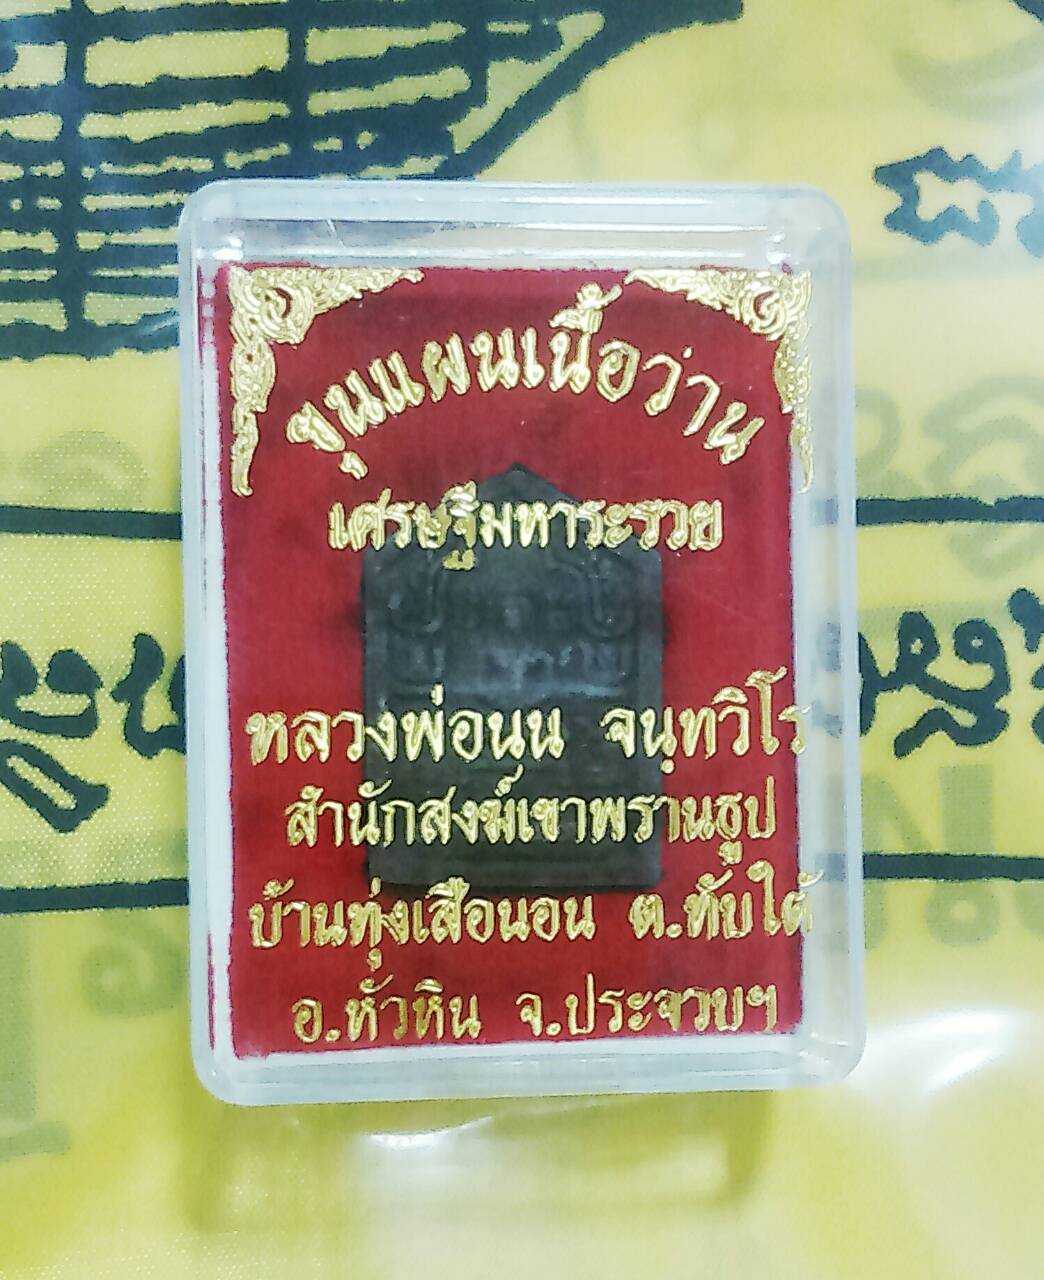 ขุนแผนเนื้อว่าน
เศรษฐีมหาระรวย
หลวงพ่อนน จนฺทวิโร
สำนักสงฆ์เขาพรานธูป
บ้านทุ่งเสือนอน ต.ทับใต้
อ.หัวหิน จ.ประจวบฯ